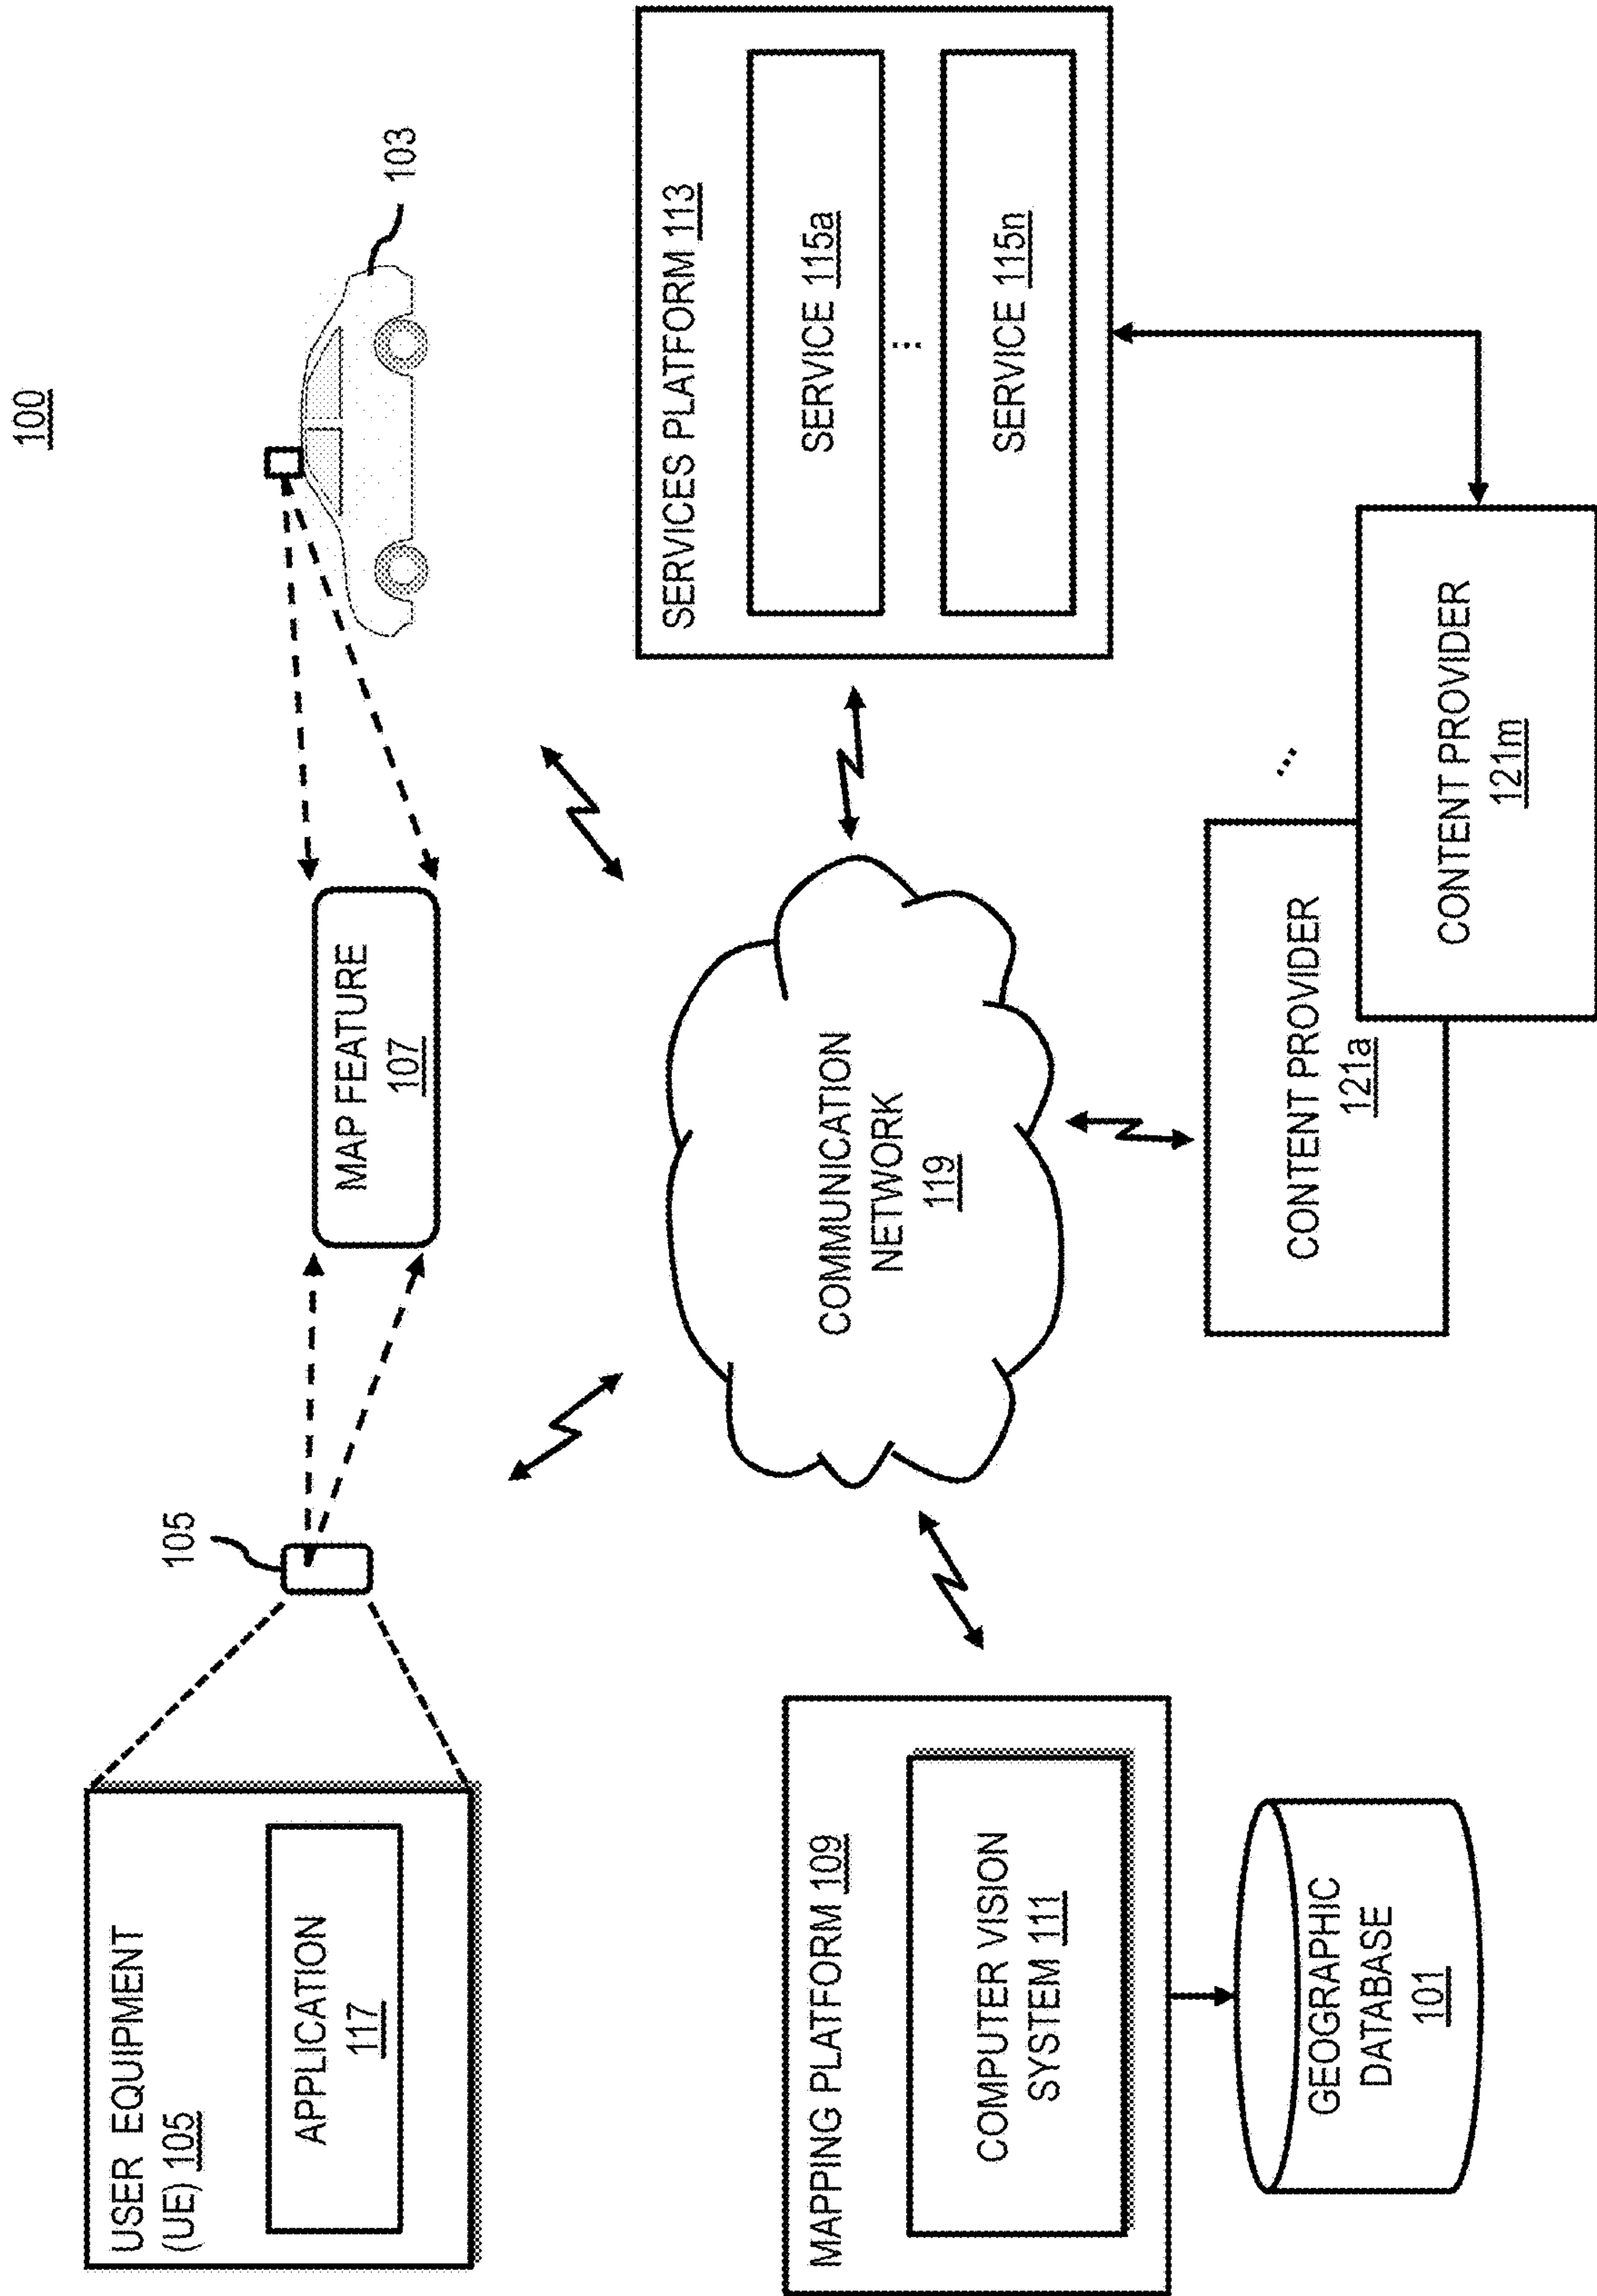 100
USER EQUIPMENT
(UE) 105
APPLICATION
117
105
MAP FEATURE
107
103
MAPPING PLATFORM 109
COMPUTER VISION
SYSTEM 111
GEOGRAPHIC
DATABASE
101
COMMUNICATION
NETWORK
119
SERVICES PLATFORM 113
SERVICE 115a
...
SERVICE 115n
CONTENT PROVIDER
121a
...
CONTENT PROVIDER
121m